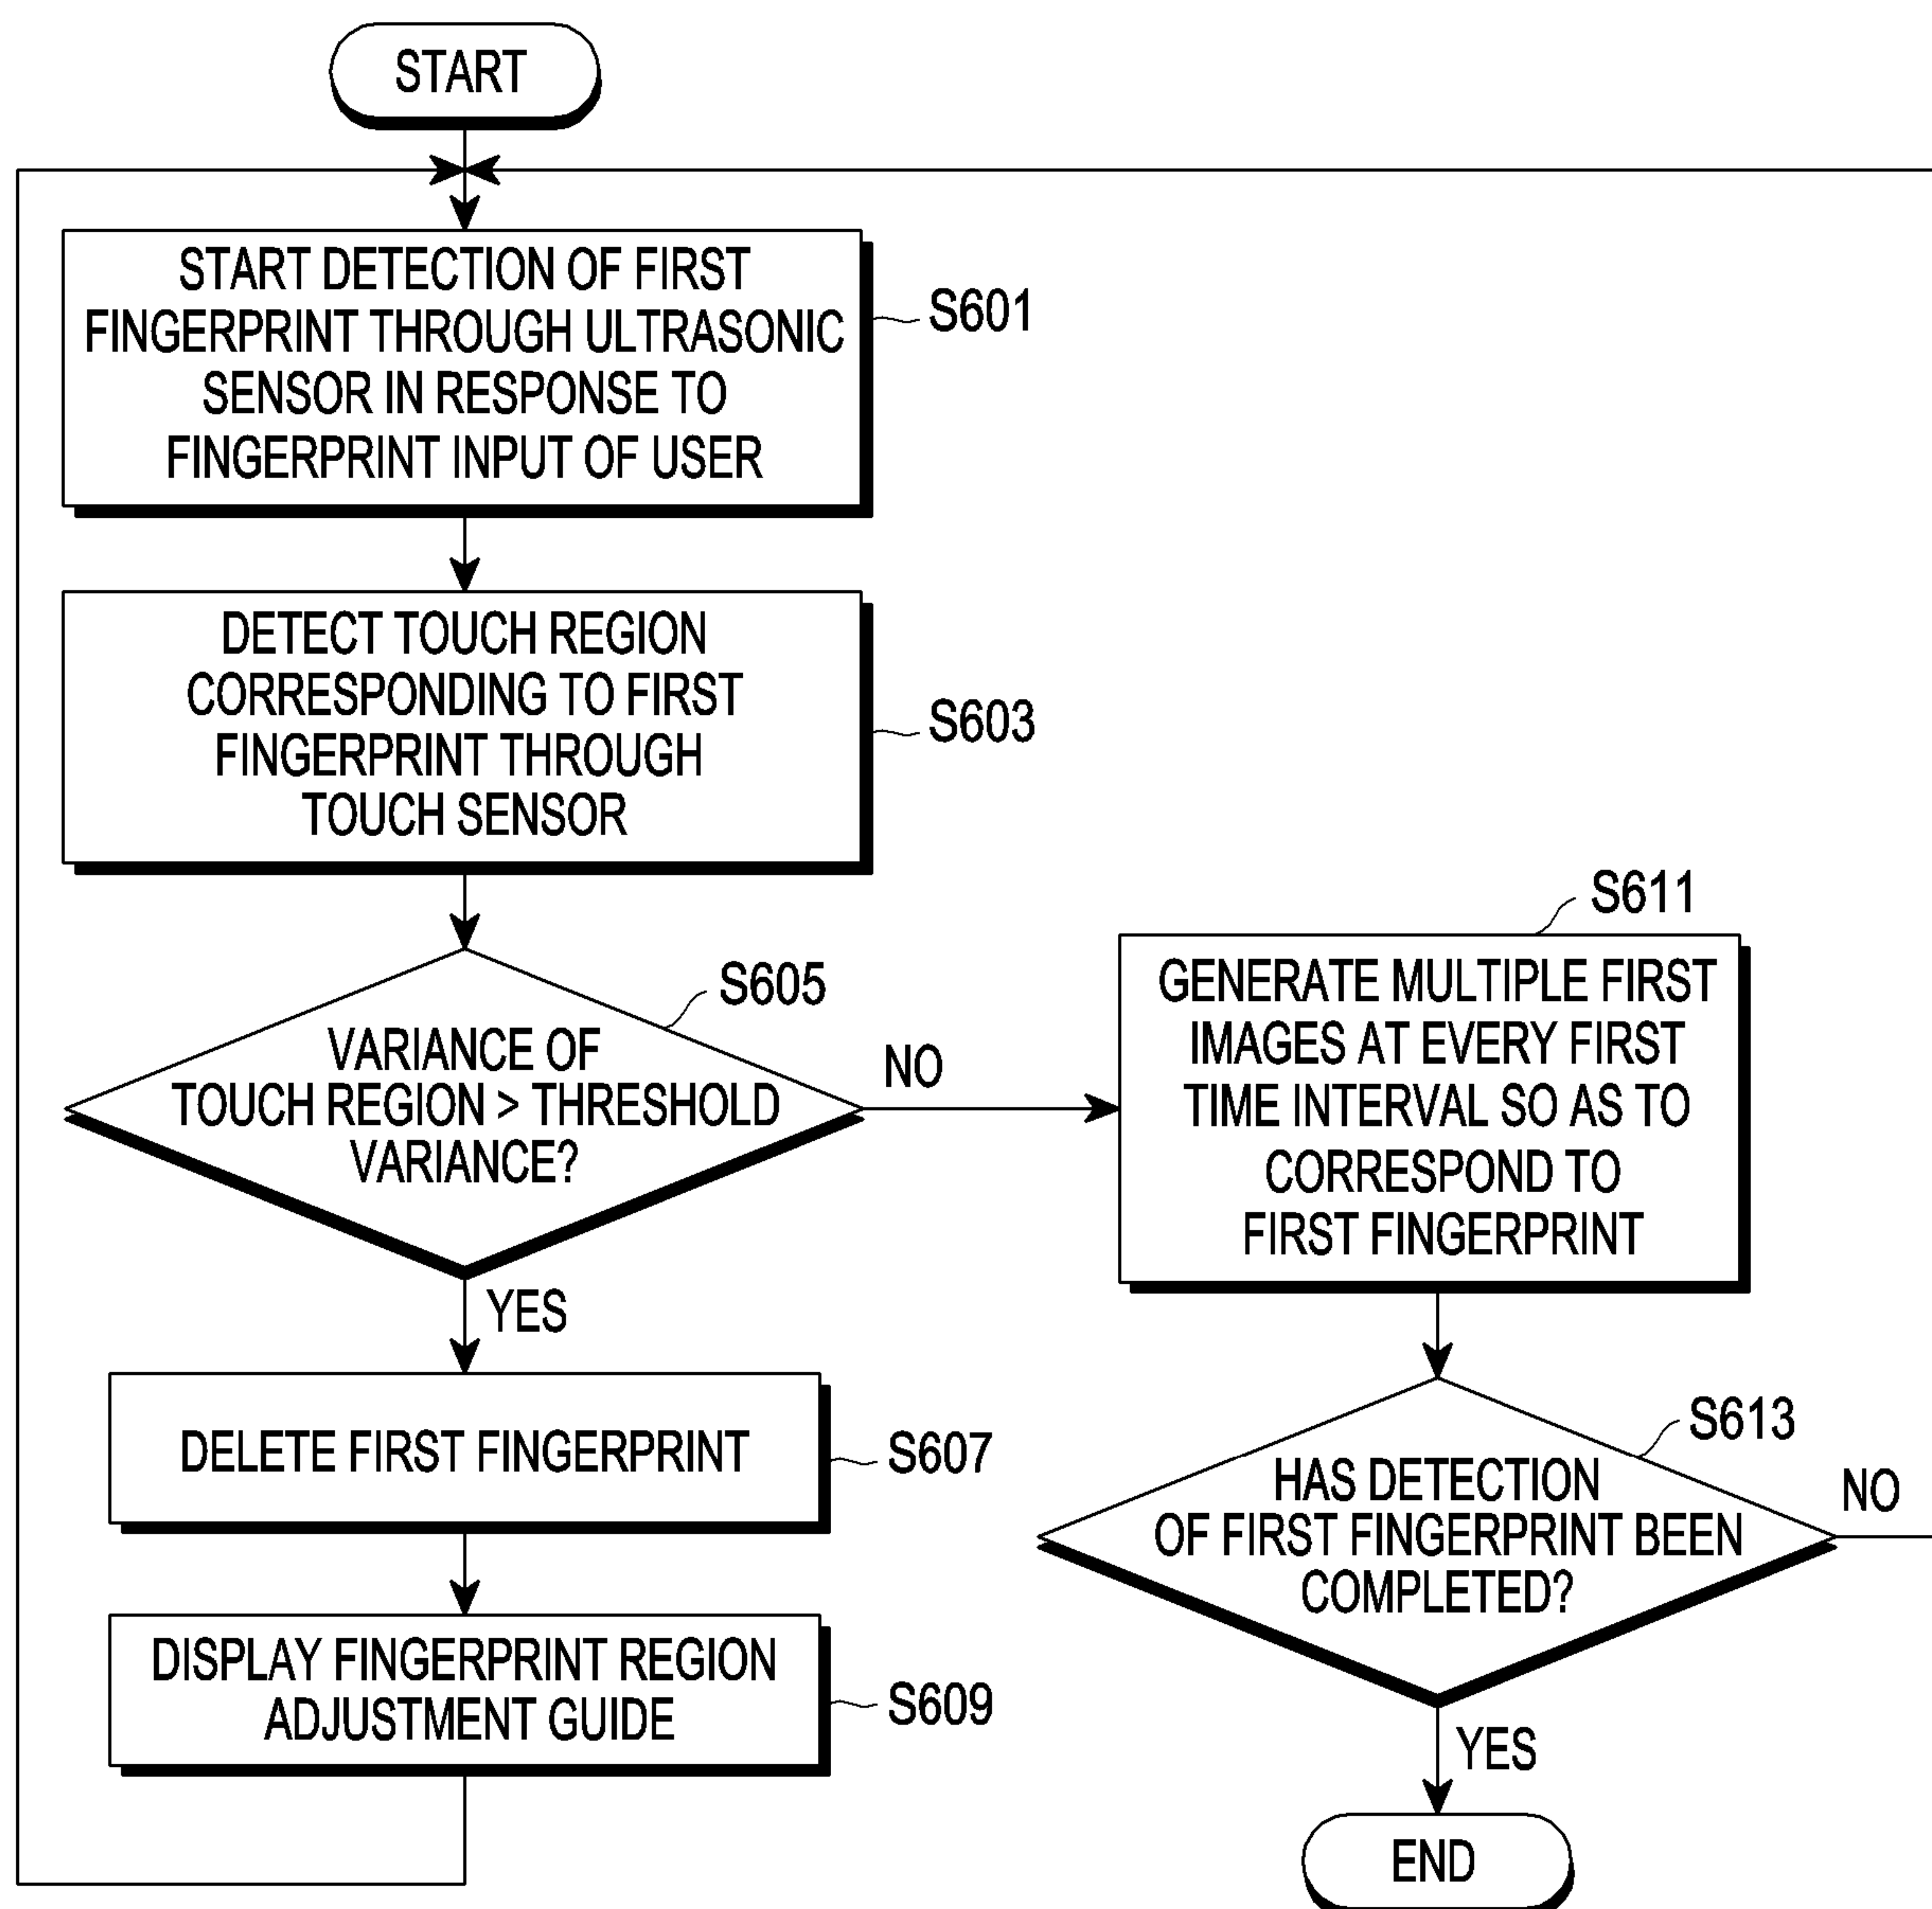 START
START DETECTION OF FIRST
FINGERPRINT THROUGH ULTRASONIC
SENSOR IN RESPONSE TO
FINGERPRINT INPUT OF USER
S601
DETECT TOUCH REGION
CORRESPONDING TO FIRST
FINGERPRINT THROUGH
TOUCH SENSOR
S603
VARIANCE OF
TOUCH REGION > THRESHOLD
VARIANCE?
S605
NO
YES
DELETE FIRST FINGERPRINT
S607
DISPLAY FINGERPRINT REGION
ADJUSTMENT GUIDE
S609
S611
GENERATE MULTIPLE FIRST
IMAGES AT EVERY FIRST
TIME INTERVAL SO AS TO
CORRESPOND TO
FIRST FINGERPRINT
S613
HAS DETECTION
OF FIRST FINGERPRINT BEEN
COMPLETED?
NO
YES
END